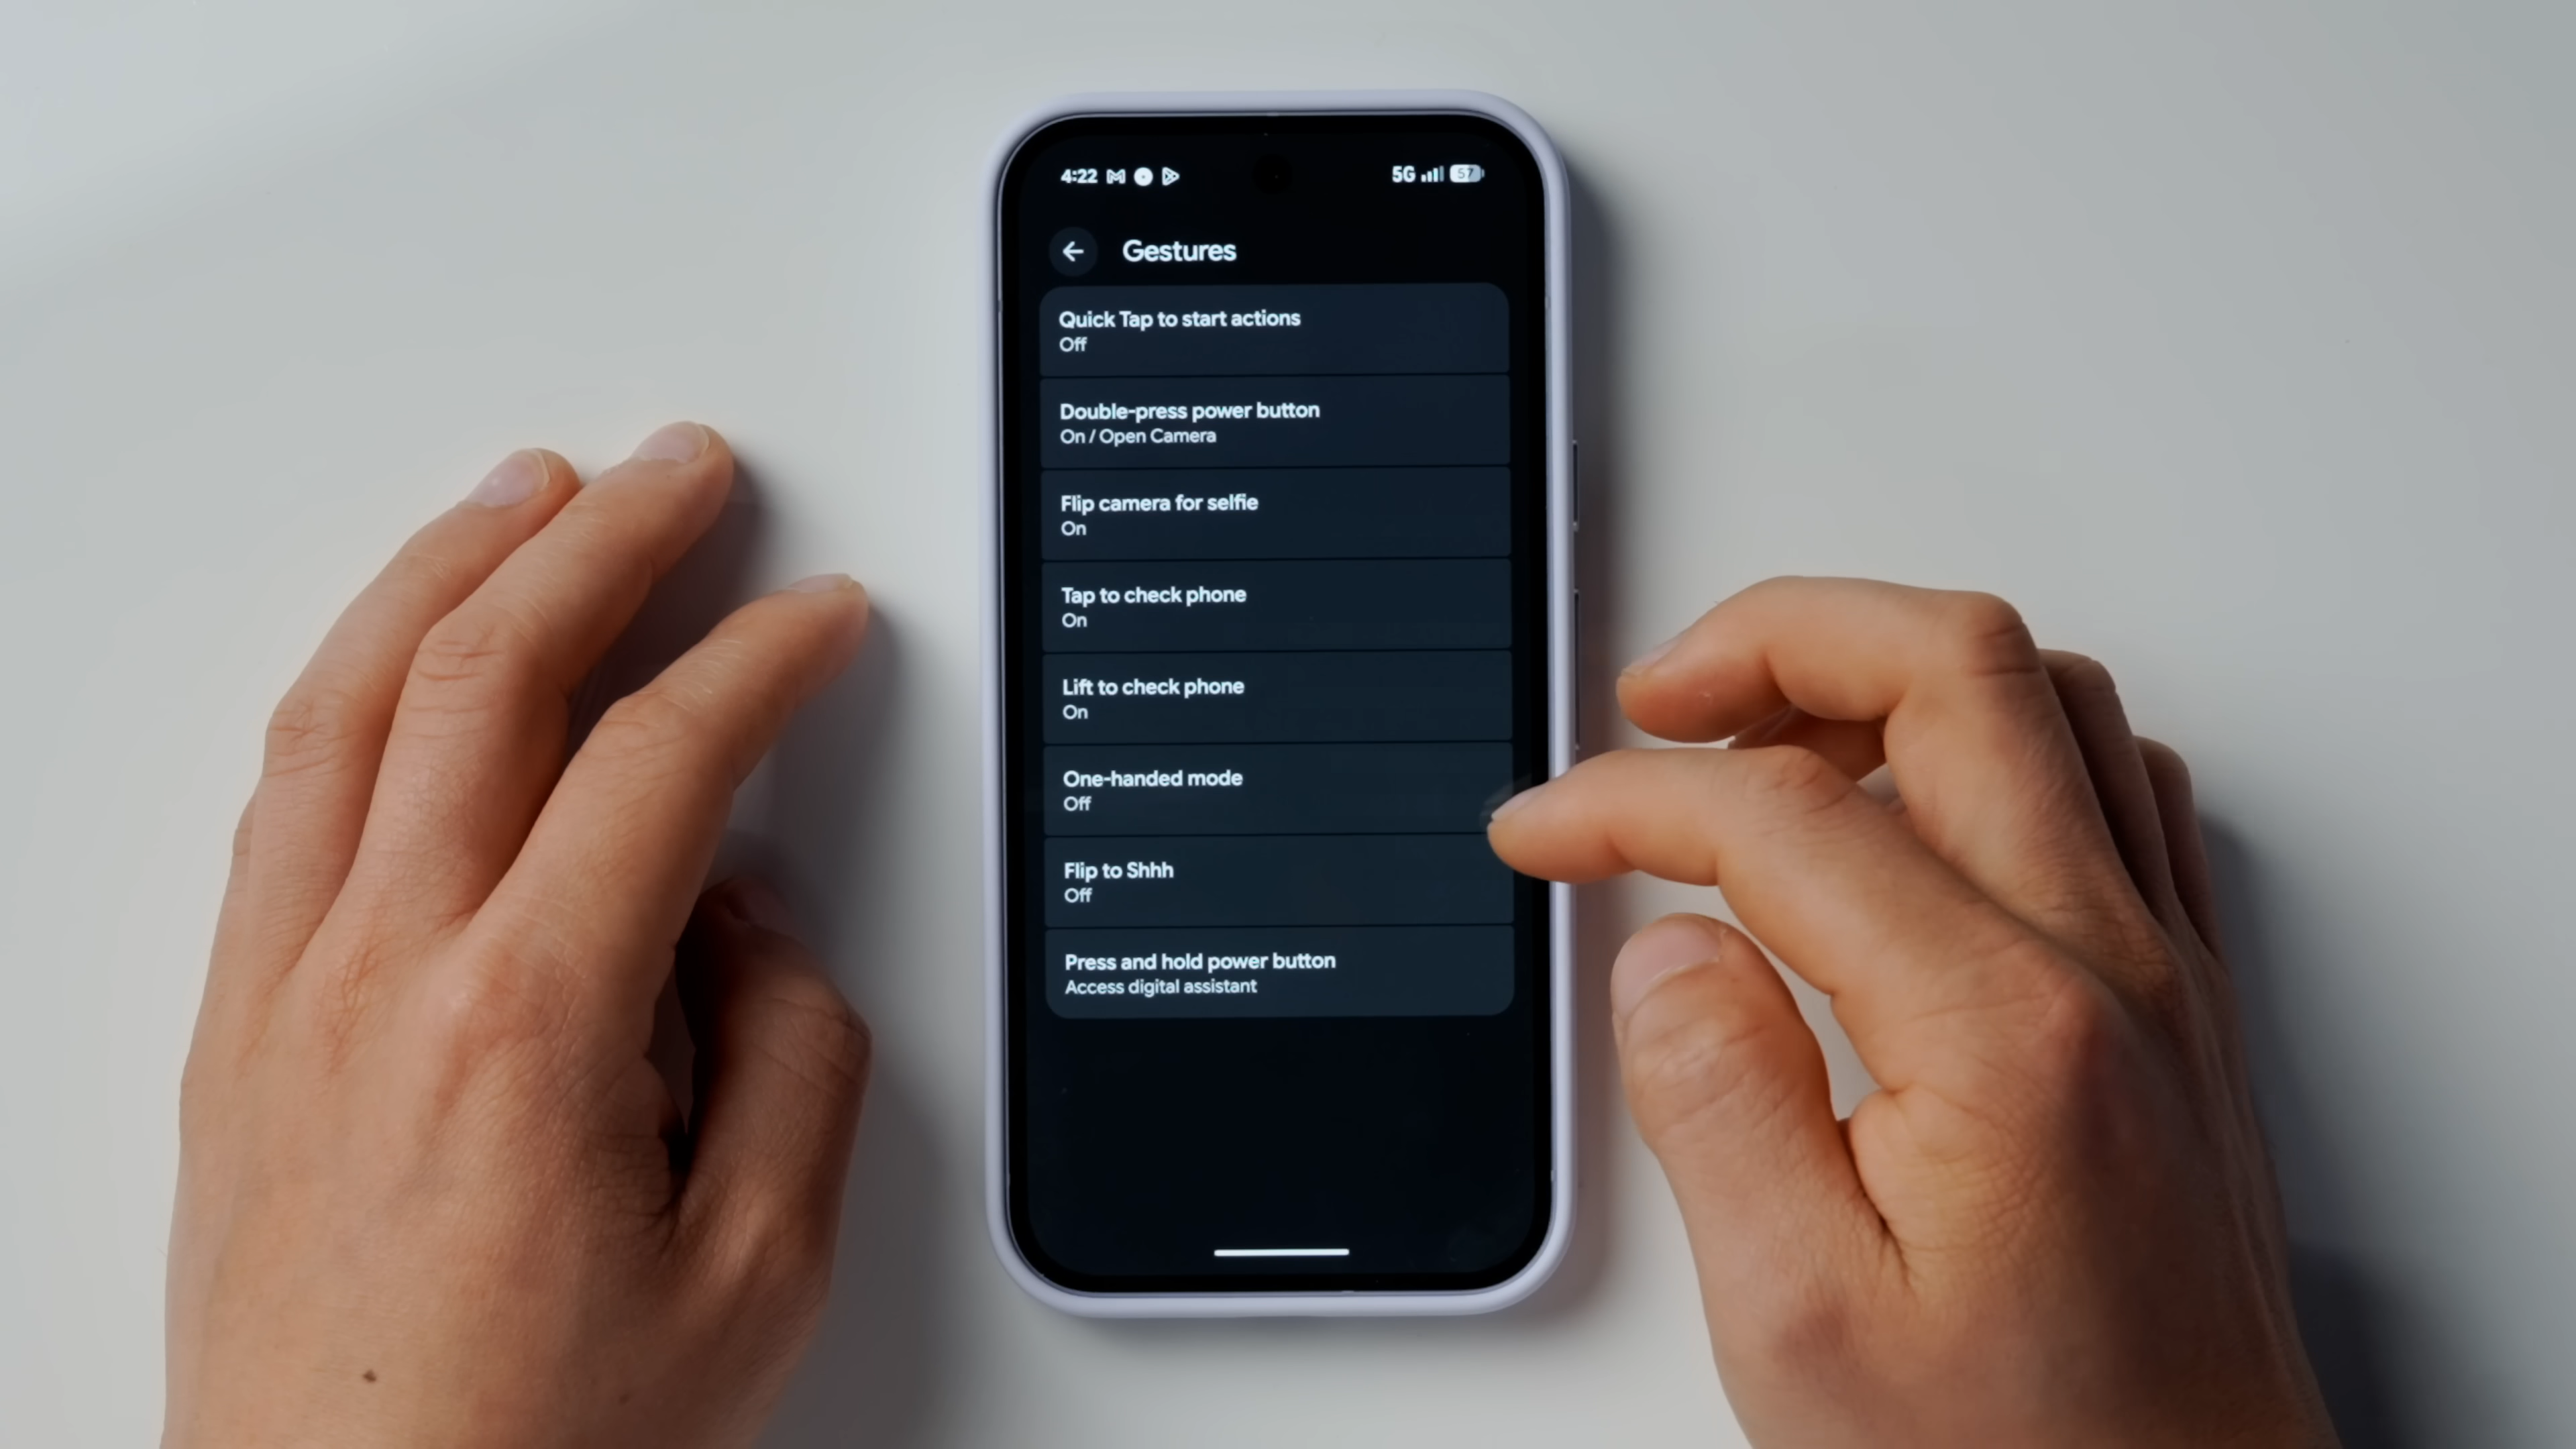 4:22 5G 57
Gestures
Quick Tap to start actions
Off
Double-press power button
On / Open Camera
Flip camera for selfie
On
Tap to check phone
On
Lift to check phone
On
One-handed mode
Off
Flip to Shhh
Off
Press and hold power button
Access digital assistant